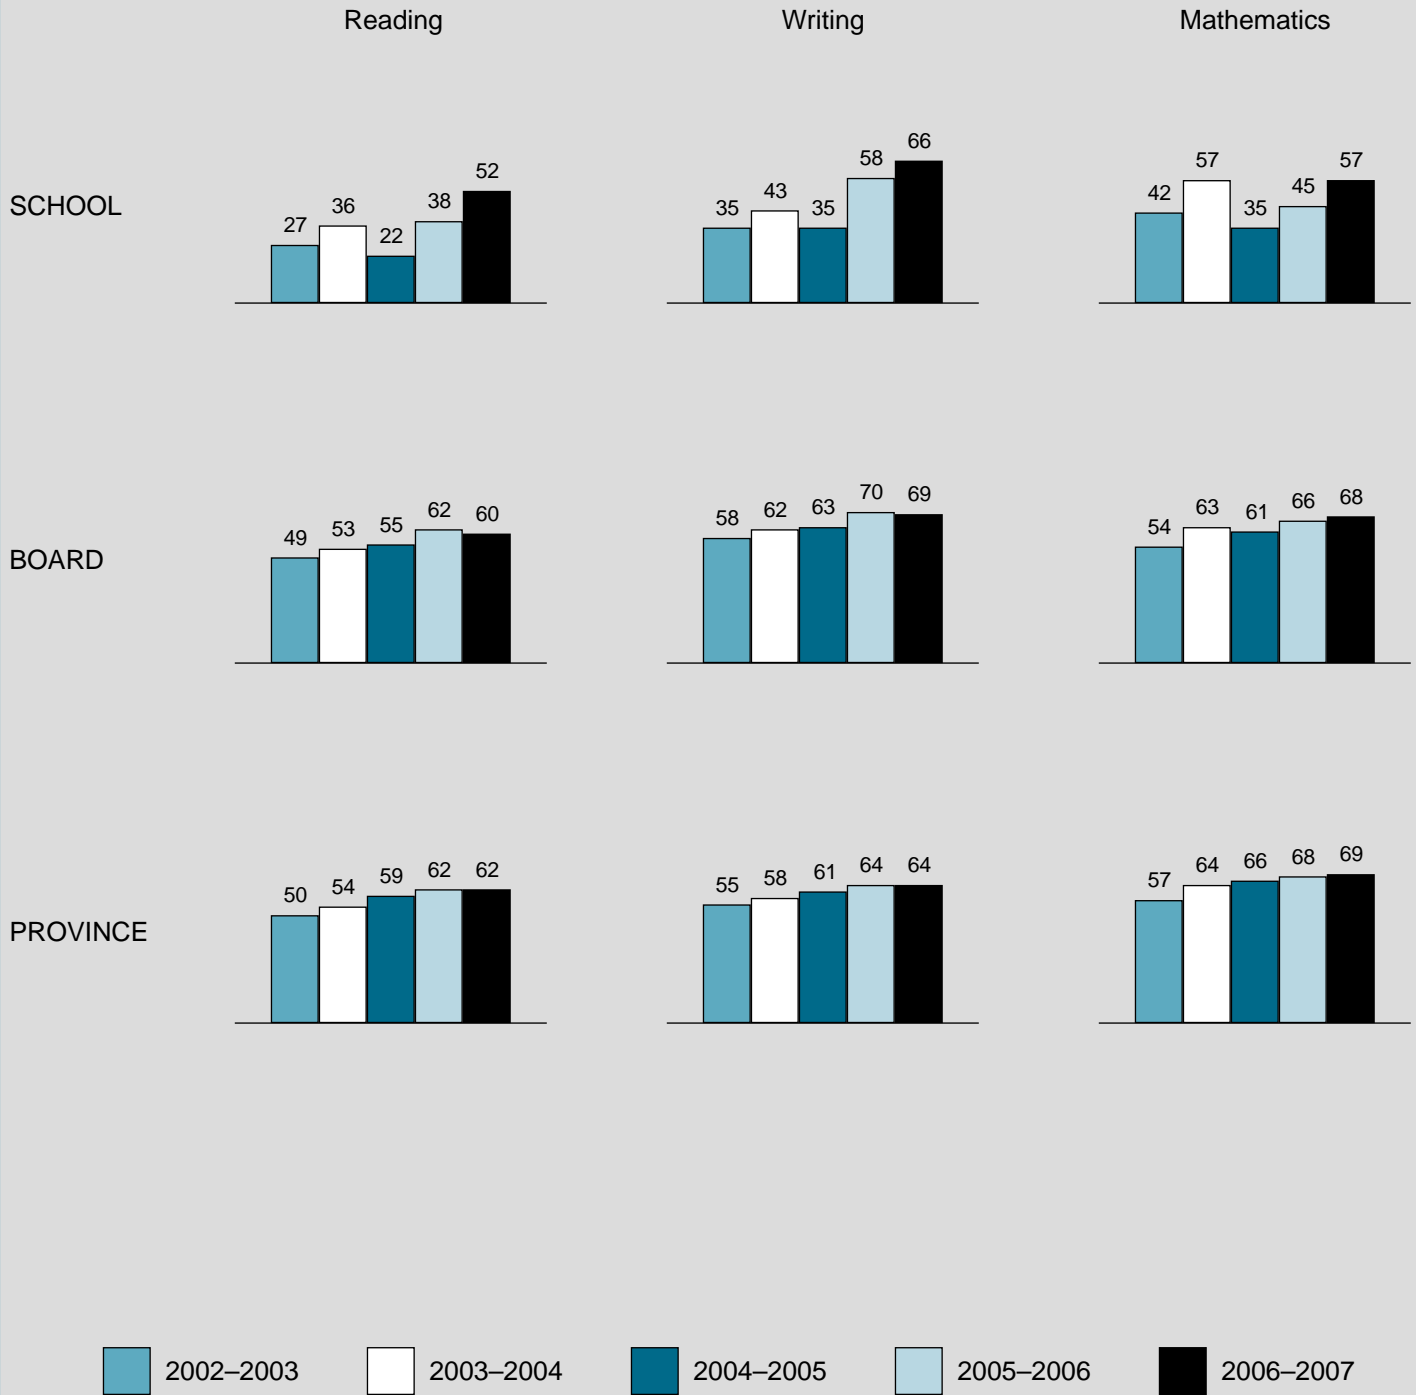 Reading Writing Mathematics
SCHOOL
27 36 22 38 52
35 43 35 58 66
42 57 35 45 57
BOARD
49 53 55 62 60
58 62 63 70 69
54 63 61 66 68
PROVINCE
50 54 59 62 62
55 58 61 64 64
57 64 66 68 69
2002–2003 2003–2004 2004–2005 2005–2006 2006–2007